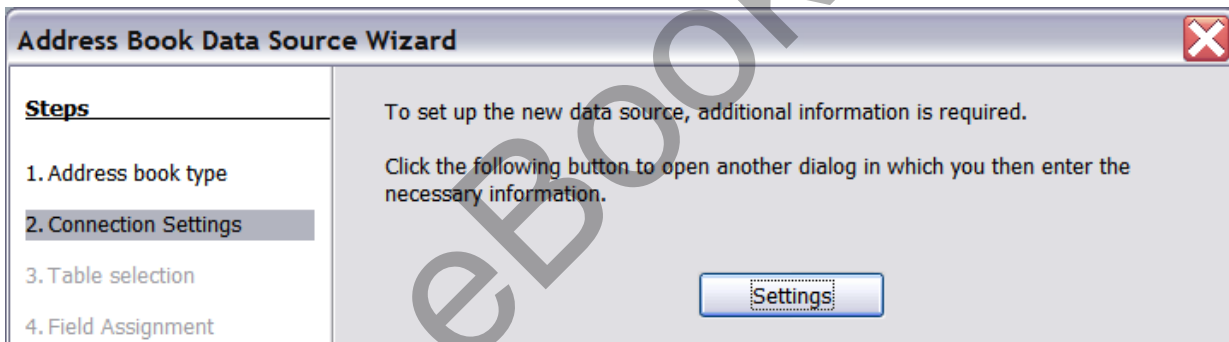 Address Book Data Source Wizard
Steps
1. Address book type
2. Connection Settings
3. Table selection
4. Field Assignment
To set up the new data source, additional information is required.
Click the following button to open another dialog in which you then enter the
necessary information.
Settings
eBook